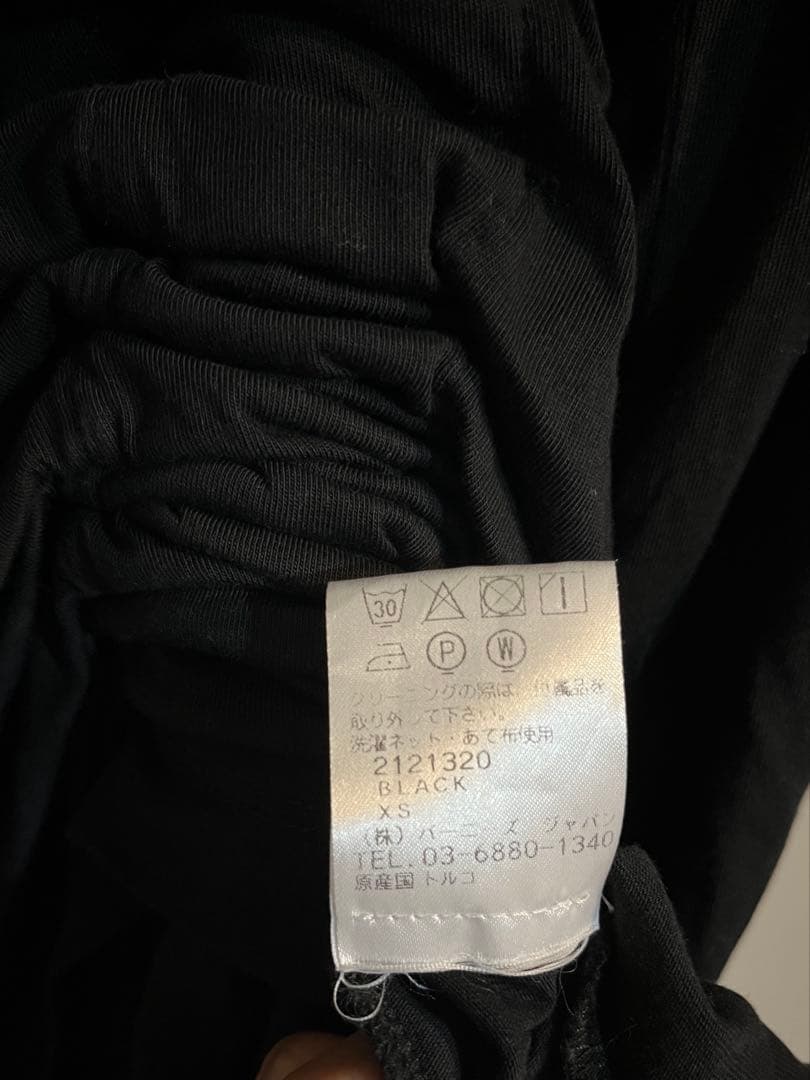 30
P W
クリーニングの際は、付属品を
取り外して下さい。
洗濯ネット・あて布使用
2121320
BLACK
XS
(株) バーニーズ ジャパン
TEL.03-6880-1340
原産国 トルコ